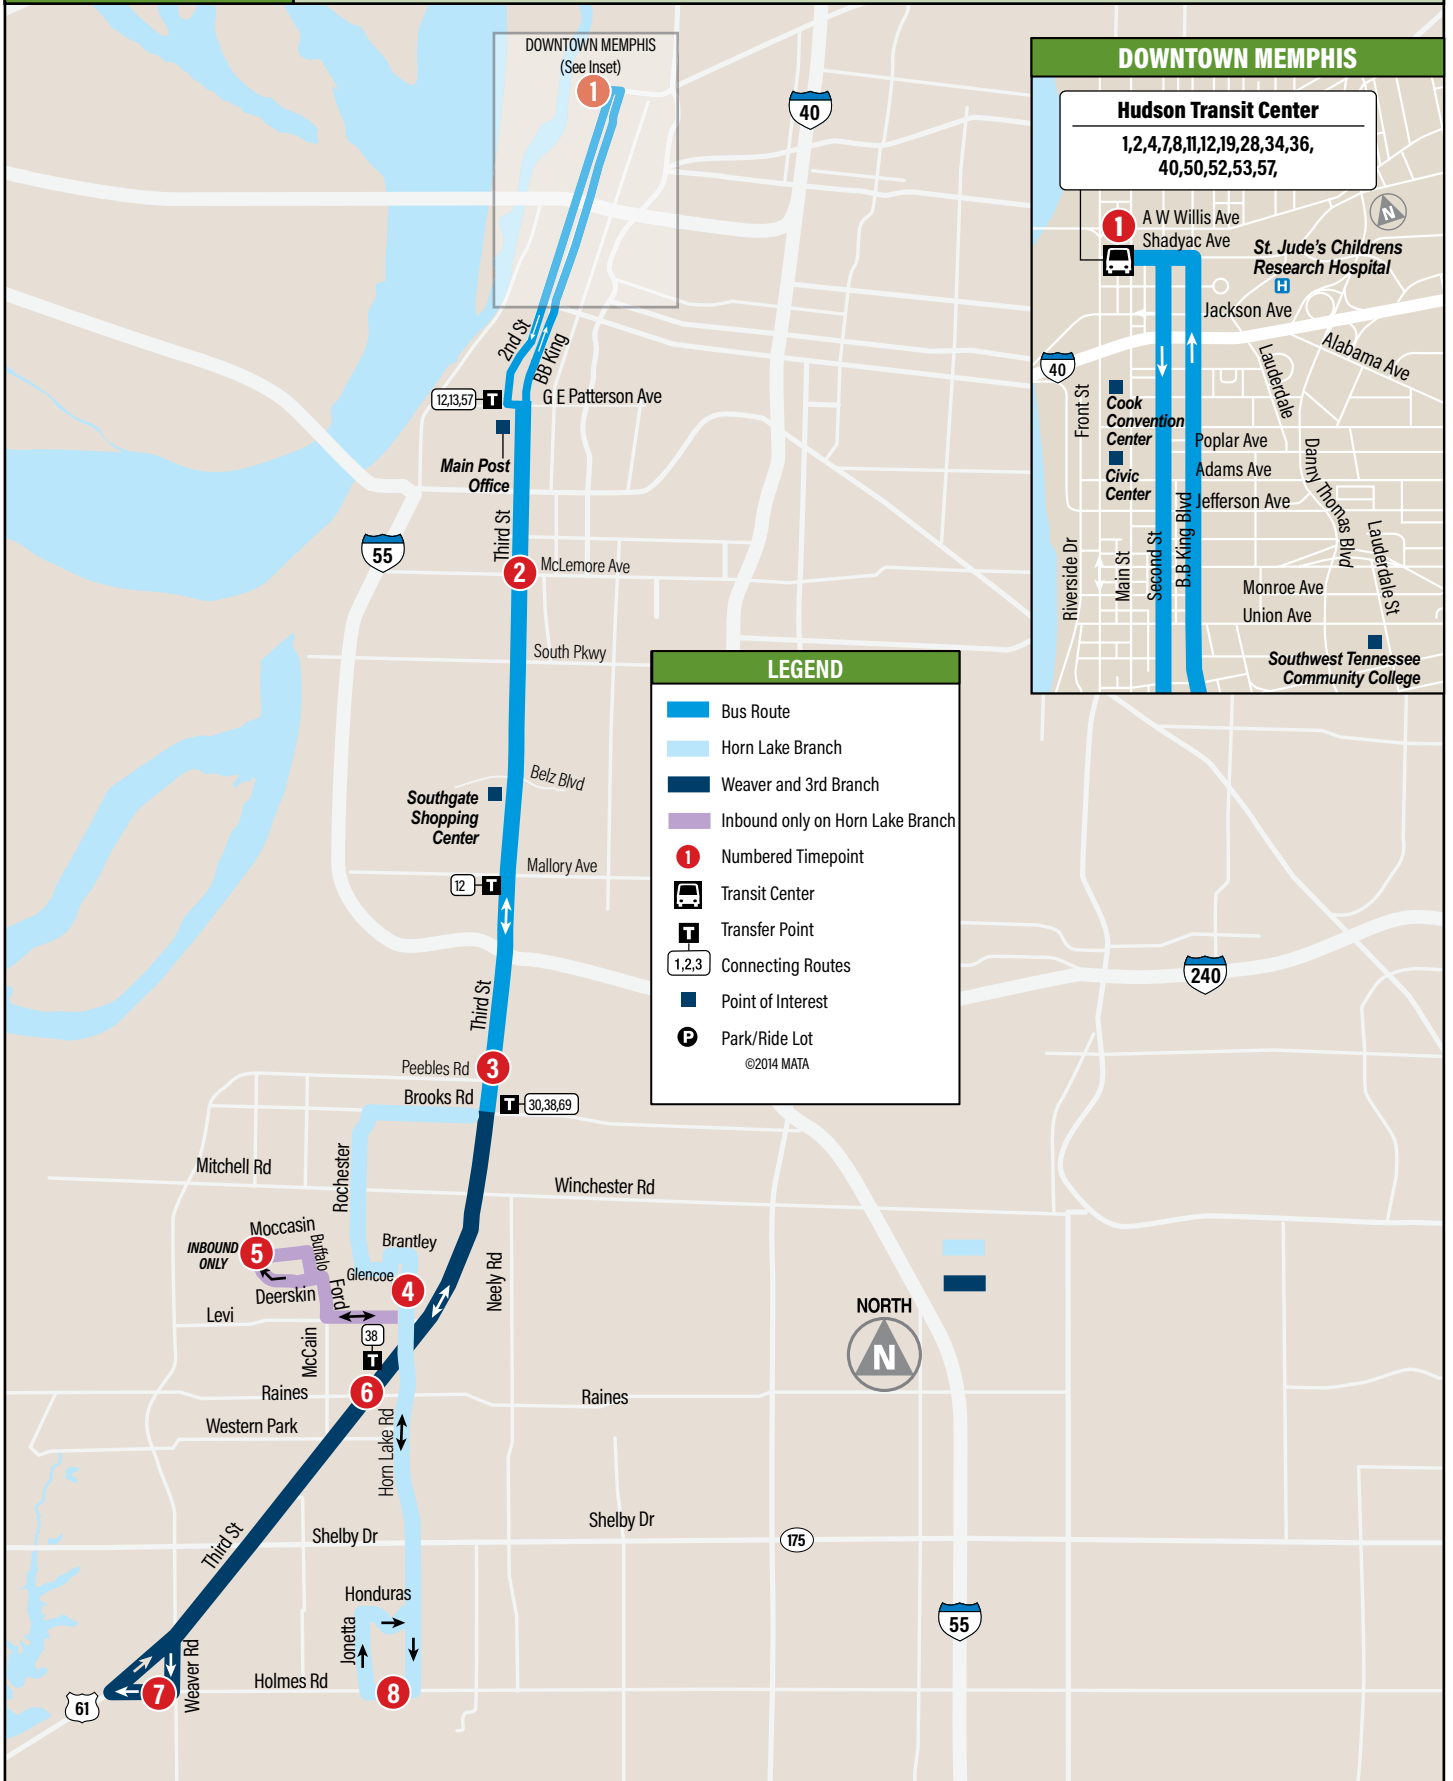 DOWNTOWN MEMPHIS
(See Inset)
1
40
2nd St
BB King
12,13,57
T
G E Patterson Ave
Main Post
Office
Third St
55
2
McLemore Ave
South Pkwy
Belz Blvd
Southgate
Shopping
Center
Mallory Ave
12
T
Third St
240
Peebles Rd
3
Brooks Rd
T
30,38,69
Mitchell Rd
Rochester
Winchester Rd
Moccasin
INBOUND
ONLY
5
Buffalo
Brantley
Glencoe
4
Deerskin
Ford
Neely Rd
Levi
38
T
McCain
Raines
6
Raines
Western Park
Horn Lake Rd
NORTH
N
Third St
Shelby Dr
Shelby Dr
175
Honduras
Jonetta
55
Weaver Rd
Holmes Rd
7
8
61
DOWNTOWN MEMPHIS
Hudson Transit Center
1,2,4,7,8,11,12,19,28,34,36,
40,50,52,53,57,
1
A W Willis Ave
Shadyac Ave
N
St. Jude's Childrens
Research Hospital
H
Jackson Ave
40
Alabama Ave
Lauderdale
Front St
Cook
Convention
Center
Poplar Ave
Civic
Center
Adams Ave
Jefferson Ave
Danny Thomas Blvd
Lauderdale St
Riverside Dr
Main St
Second St
B.B King Blvd
Monroe Ave
Union Ave
Southwest Tennessee
Community College
LEGEND
Bus Route
Horn Lake Branch
Weaver and 3rd Branch
Inbound only on Horn Lake Branch
1 Numbered Timepoint
Transit Center
T Transfer Point
1,2,3 Connecting Routes
Point of Interest
P Park/Ride Lot
©2014 MATA